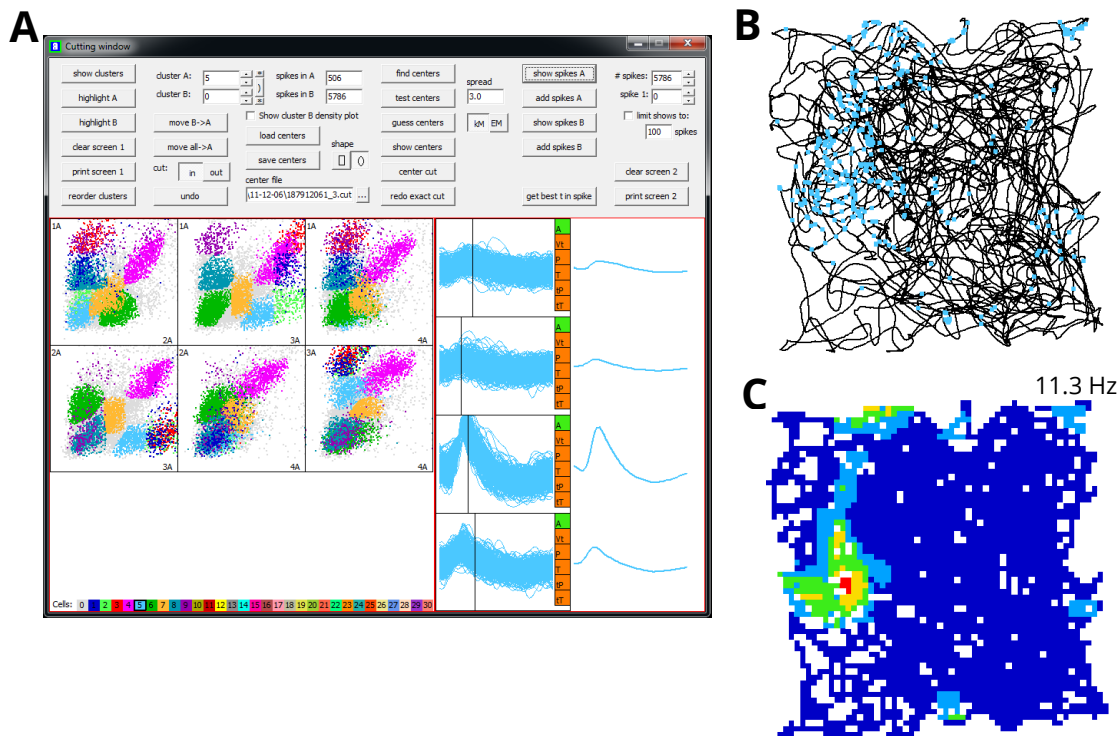 A
Cutting window
show clusters
cluster A:
5
spikes in A
506
find centers
show spikes A
# spikes:
5786
highlight A
cluster B:
0
spikes in B
5786
test centers
spread
3.0
add spikes A
spike 1:
0
highlight B
move B->A
Show cluster B density plot
guess centers
kM
EM
show spikes B
limit shows to:
100
spikes
clear screen 1
move all->A
load centers
shape
()
show centers
add spikes B
print screen 1
cut:
in
out
save centers
center cut
clear screen 2
center file
reorder clusters
undo
\11-12-06\187912061_3.cut
...
redo exact cut
get best t in spike
print screen 2
1A
2A
3A
4A
2A
3A
2A
4A
3A
4A
A
Vt
P
T
tP
tT
A
Vt
P
T
tP
tT
A
Vt
P
T
tP
tT
A
Vt
P
T
tP
tT
Cells: 0 2 3 4 5 6 7 8 9 10 11 12 13 14 15 16 17 18 19 20 21 22 23 24 25 26 27 28 29 30
B
C
11.3 Hz